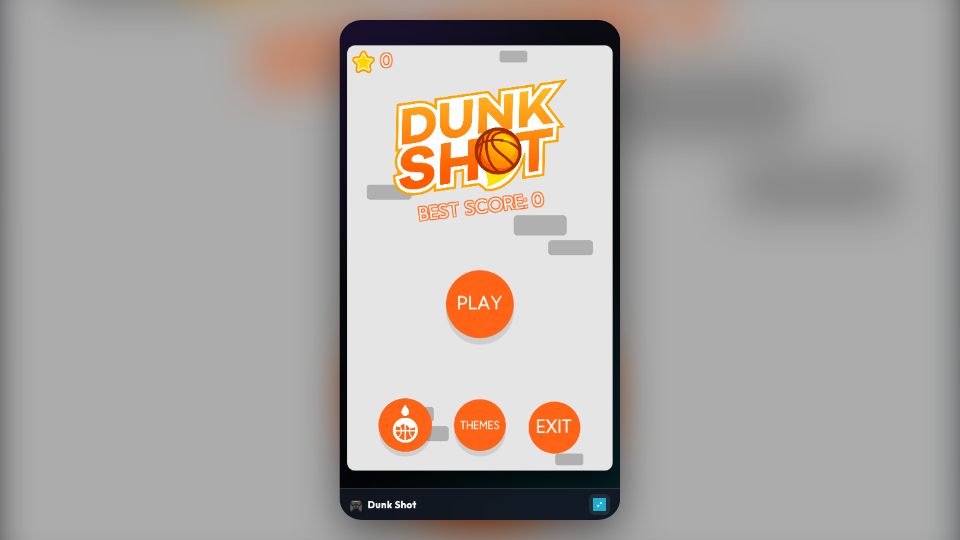 0
DUNK
SHOT
BEST SCORE: 0
PLAY
THEMES
EXIT
Dunk Shot